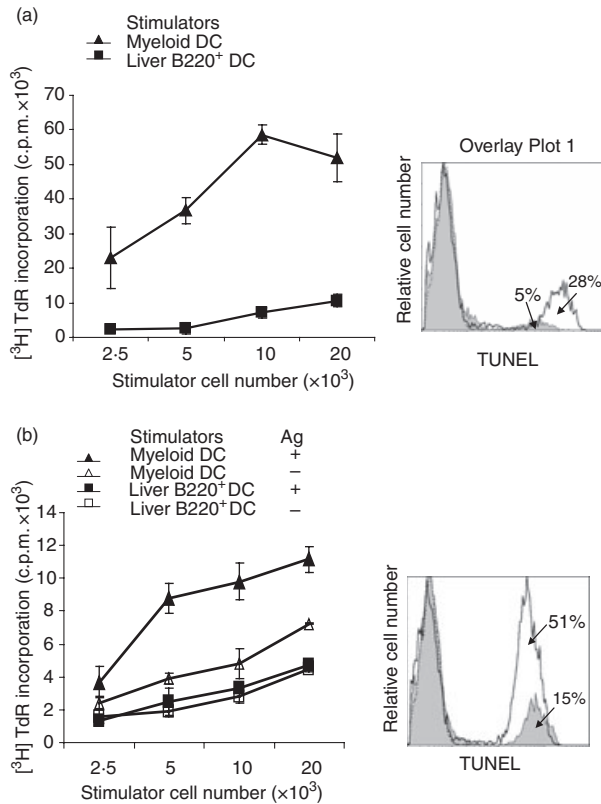 (a)
Stimulators
Myeloid DC
Liver B220⁺ DC
[³H] TdR incorporation (c.p.m. ×10³)
70
60
50
40
30
20
10
0
2·5 5 10 20
Stimulator cell number (×10³)
Overlay Plot 1
Relative cell number
5%
28%
TUNEL
(b)
Stimulators Ag
Myeloid DC +
Myeloid DC −
Liver B220⁺DC +
Liver B220⁺DC −
[³H] TdR incorporation (c.p.m. ×10³)
14
12
10
8
6
4
2
0
2·5 5 10 20
Stimulator cell number (×10³)
Relative cell number
51%
15%
TUNEL